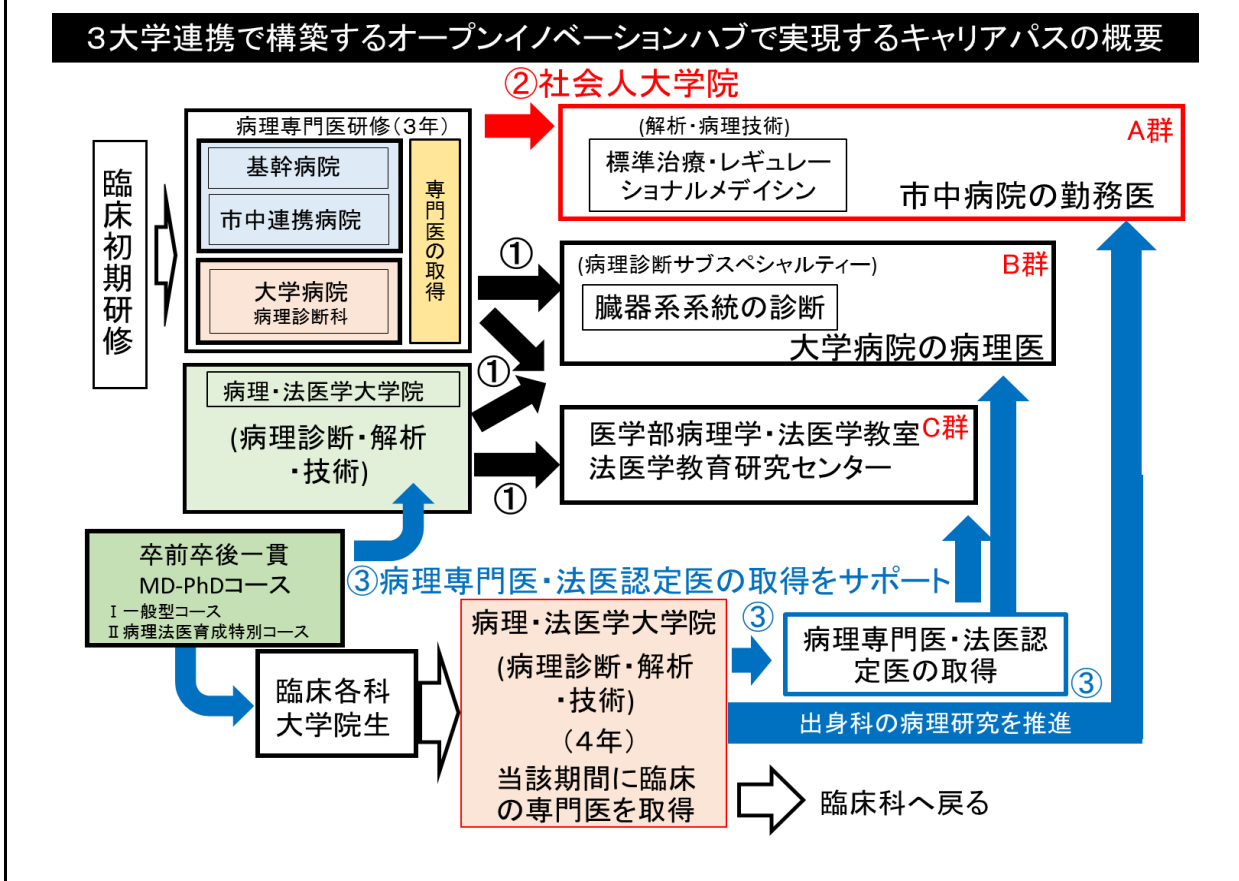 3大学連携で構築するオープンイノベーションハブで実現するキャリアパスの概要
②社会人大学院
臨床初期研修
病理専門医研修(3年)
基幹病院
市中連携病院
大学病院
病理診断科
専門医の取得
(解析・病理技術)
標準治療・レギュレー
ショナルメデイシン
A群
市中病院の勤務医
①
(病理診断サブスペシャルティー)
B群
臓器系系統の診断
大学病院の病理医
①
病理・法医学大学院
(病理診断・解析
・技術)
①
医学部病理学・法医学教室
C群
法医学教育研究センター
卒前卒後一貫
MD-PhDコース
Ⅰ一般型コース
Ⅱ病理法医育成特別コース
③病理専門医・法医認定医の取得をサポート
臨床各科
大学院生
病理・法医学大学院
(病理診断・解析
・技術)
(4年)
当該期間に臨床
の専門医を取得
③
病理専門医・法医認
定医の取得
③
出身科の病理研究を推進
臨床科へ戻る